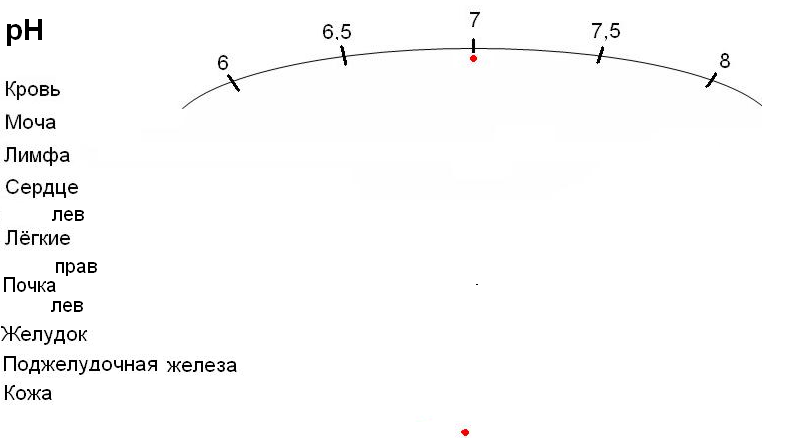 pH
6 6,5 7 7,5 8
Кровь
Моча
Лимфа
Сердце
лев
Лёгкие
прав
Почка
лев
Желудок
Поджелудочная железа
Кожа